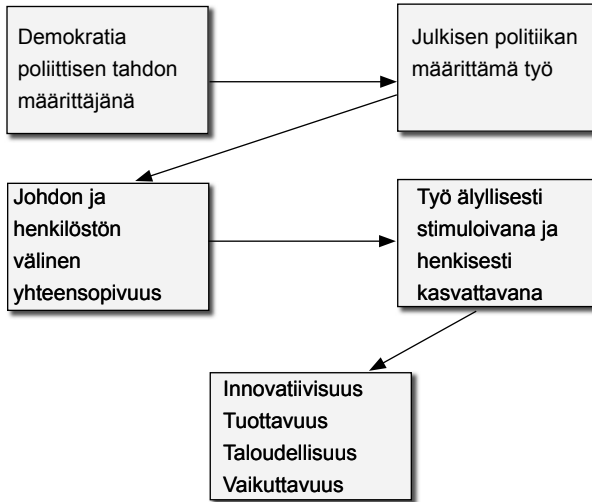 Demokratia
poliittisen tahdon
määrittäjänä
Julkisen politiikan
määrittämä työ
Johdon ja
henkilöstön
välinen
yhteensopivuus
Työ älyllisesti
stimuloivana ja
henkisesti
kasvattavana
Innovatiivisuus
Tuottavuus
Taloudellisuus
Vaikuttavuus